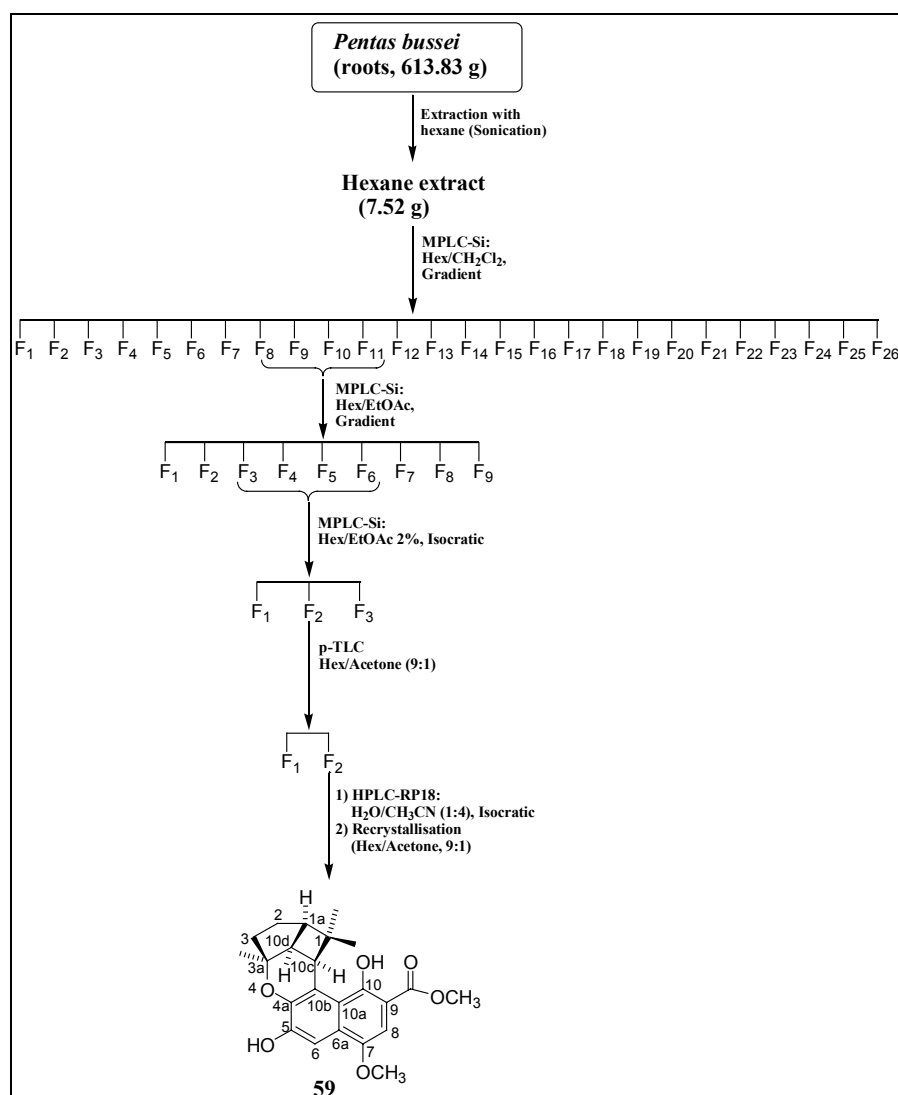 Pentas bussei
(roots, 613.83 g)
Extraction with
hexane (Sonication)
Hexane extract
(7.52 g)
MPLC-Si:
Hex/CH₂Cl₂,
Gradient
F₁ F₂ F₃ F₄ F₅ F₆ F₇ F₈ F₉ F₁₀ F₁₁ F₁₂ F₁₃ F₁₄ F₁₅ F₁₆ F₁₇ F₁₈ F₁₉ F₂₀ F₂₁ F₂₂ F₂₃ F₂₄ F₂₅ F₂₆
MPLC-Si:
Hex/EtOAc,
Gradient
F₁ F₂ F₃ F₄ F₅ F₆ F₇ F₈ F₉
MPLC-Si:
Hex/EtOAc 2%, Isocratic
F₁ F₂ F₃
p-TLC
Hex/Acetone (9:1)
F₁ F₂
1) HPLC-RP18:
H₂O/CH₃CN (1:4), Isocratic
2) Recrystallisation
(Hex/Acetone, 9:1)
H
2 1a
3 10d 1
3a H 10c H OH O
4 O 10 OCH₃
4a 10b 10a 9
5 8
HO 6 6a 7
OCH₃
59